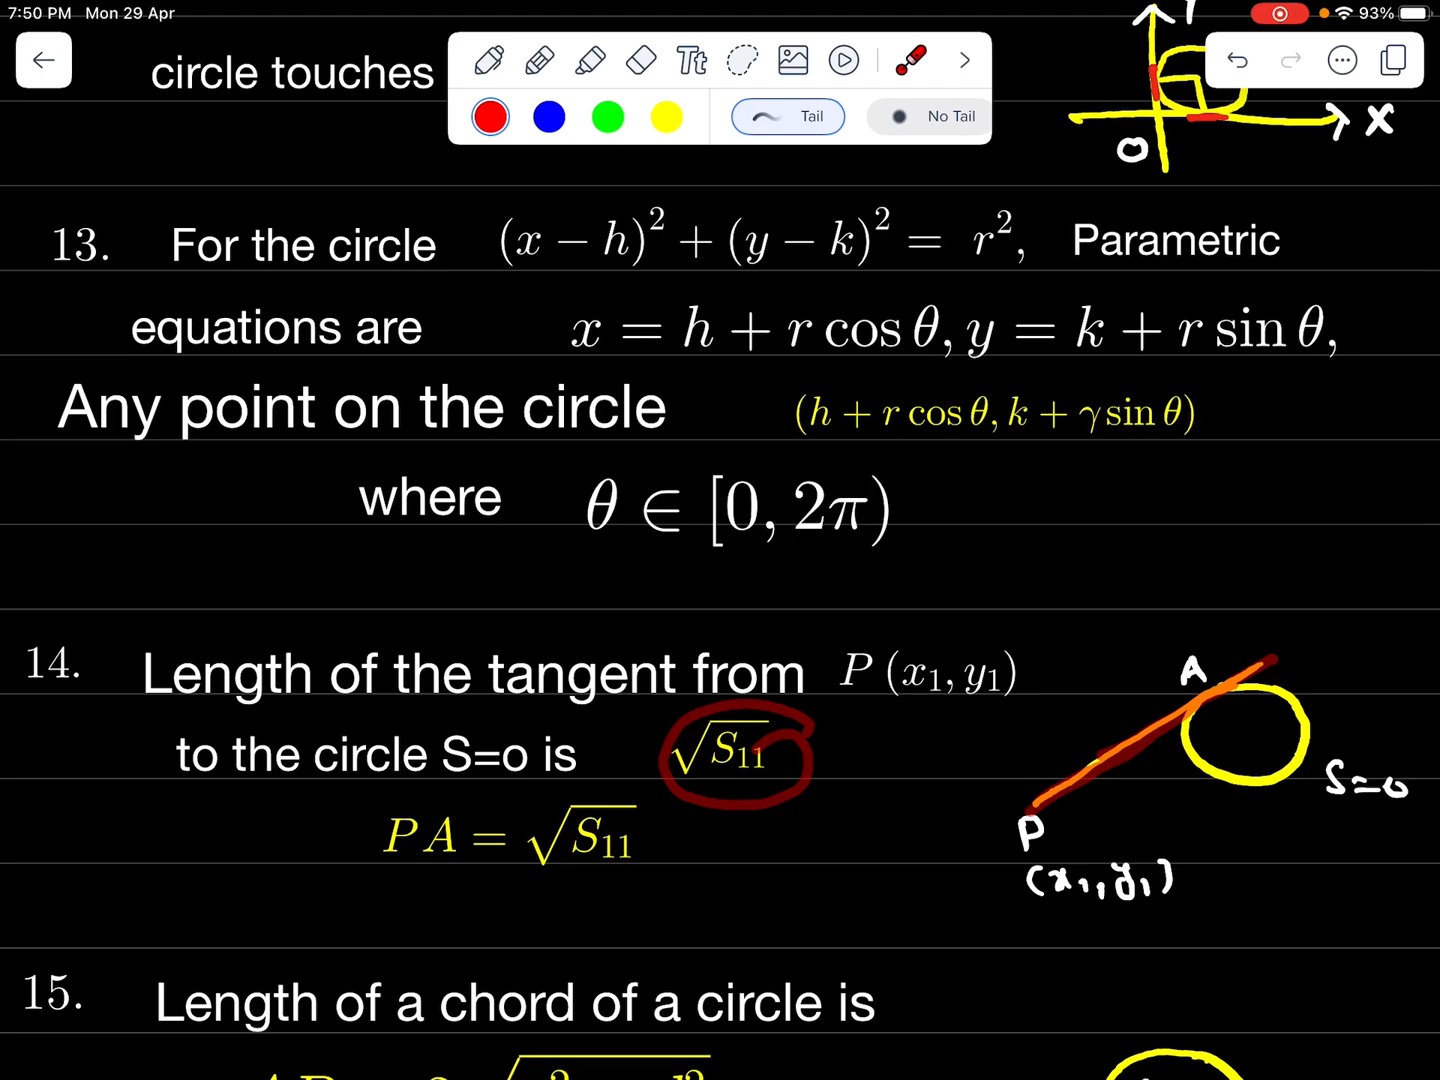 7:50 PM Mon 29 Apr
93%
circle touches
Tt
Tail
No Tail
X
O
13. For the circle (x − h)² + (y − k)² = r², Parametric
equations are x = h + r cos θ, y = k + r sin θ,
Any point on the circle (h + r cos θ, k + γ sin θ)
where θ ∈ [0, 2π)
14. Length of the tangent from P (x₁, y₁)
A
to the circle S=o is √S₁₁
S=0
PA = √S₁₁
P
(x₁, y₁)
15. Length of a chord of a circle is